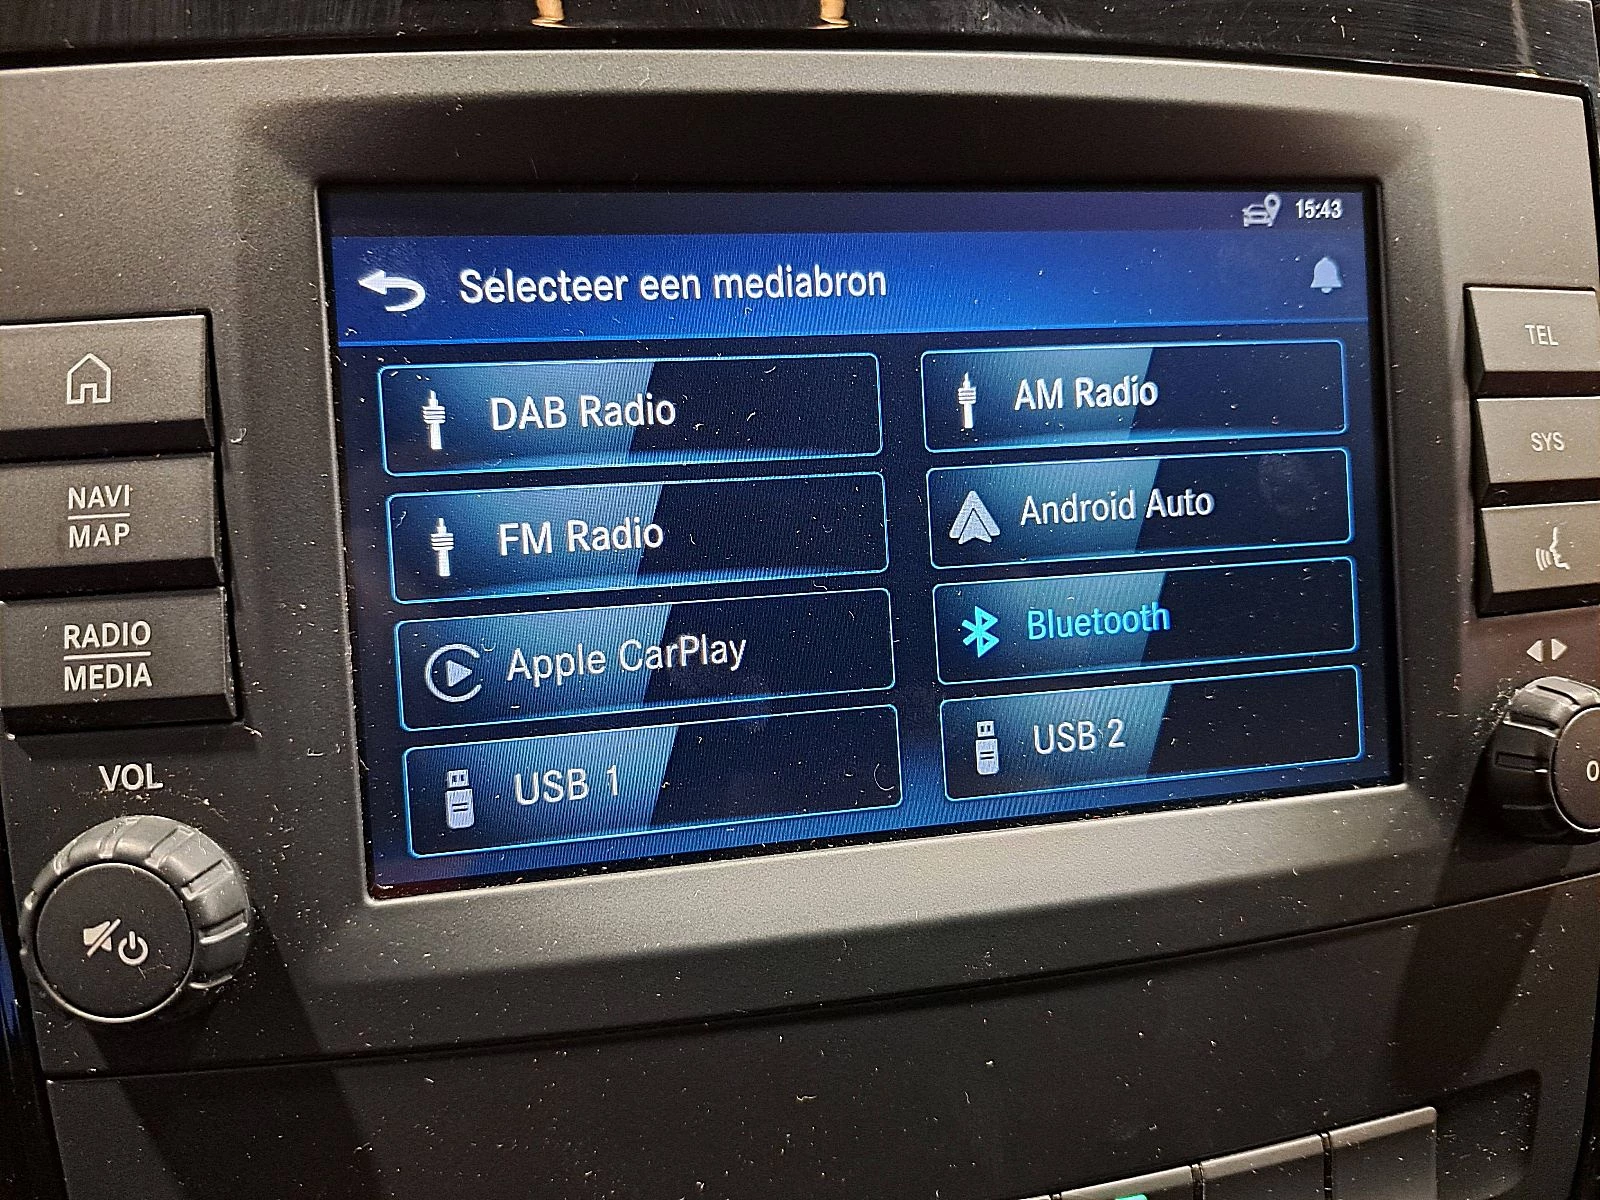 15:43
Selecteer een mediabron
DAB Radio
AM Radio
FM Radio
Android Auto
Apple CarPlay
Bluetooth
USB 1
USB 2
NAVI
MAP
RADIO
MEDIA
VOL
TEL
SYS